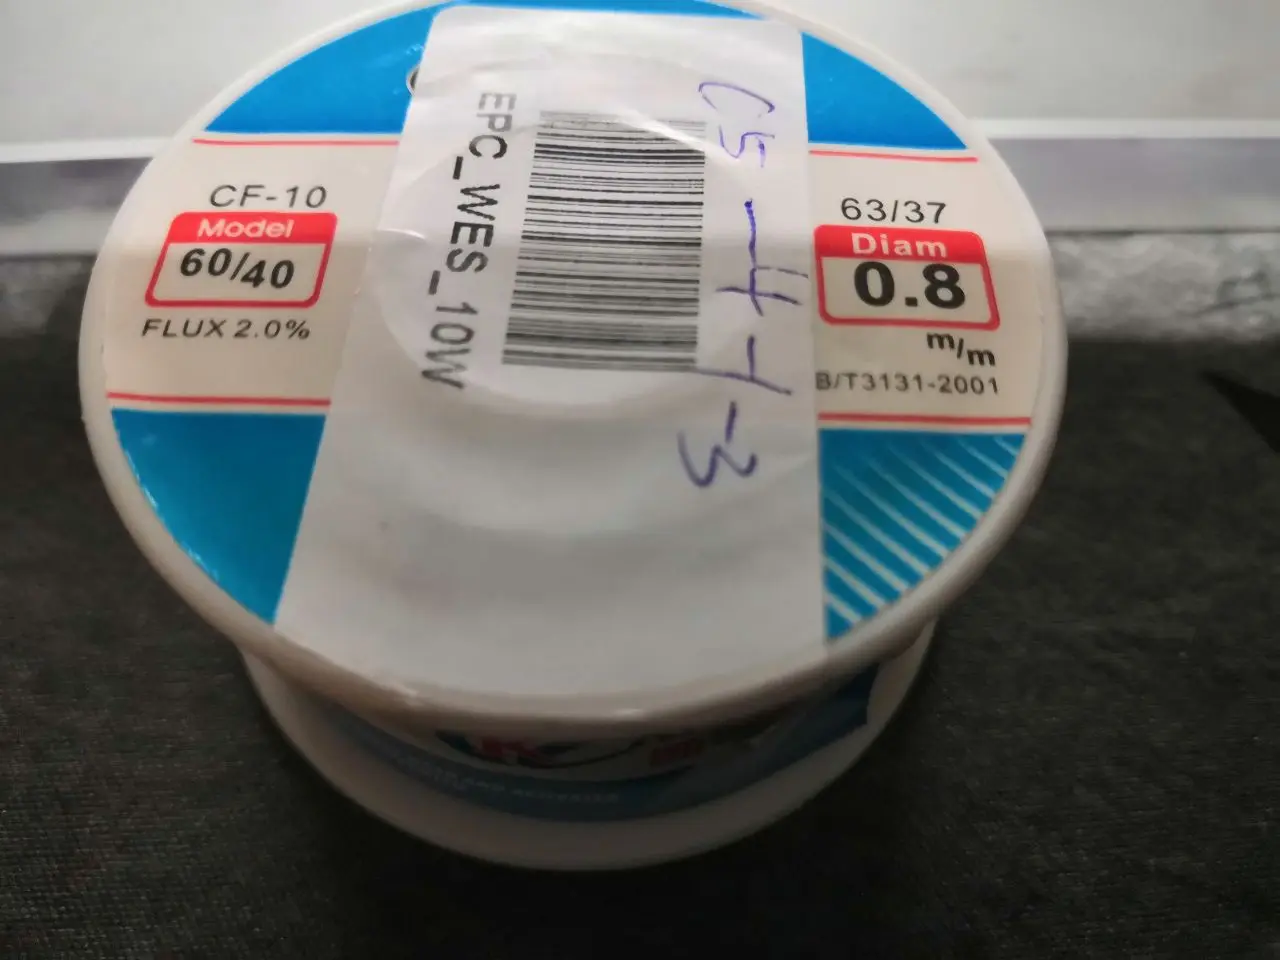 CF-10
Model
60/40
FLUX 2.0%
EPC_WES_10W
C5-4-1-3
63/37
Diam
0.8
m/m
B/T3131-2001